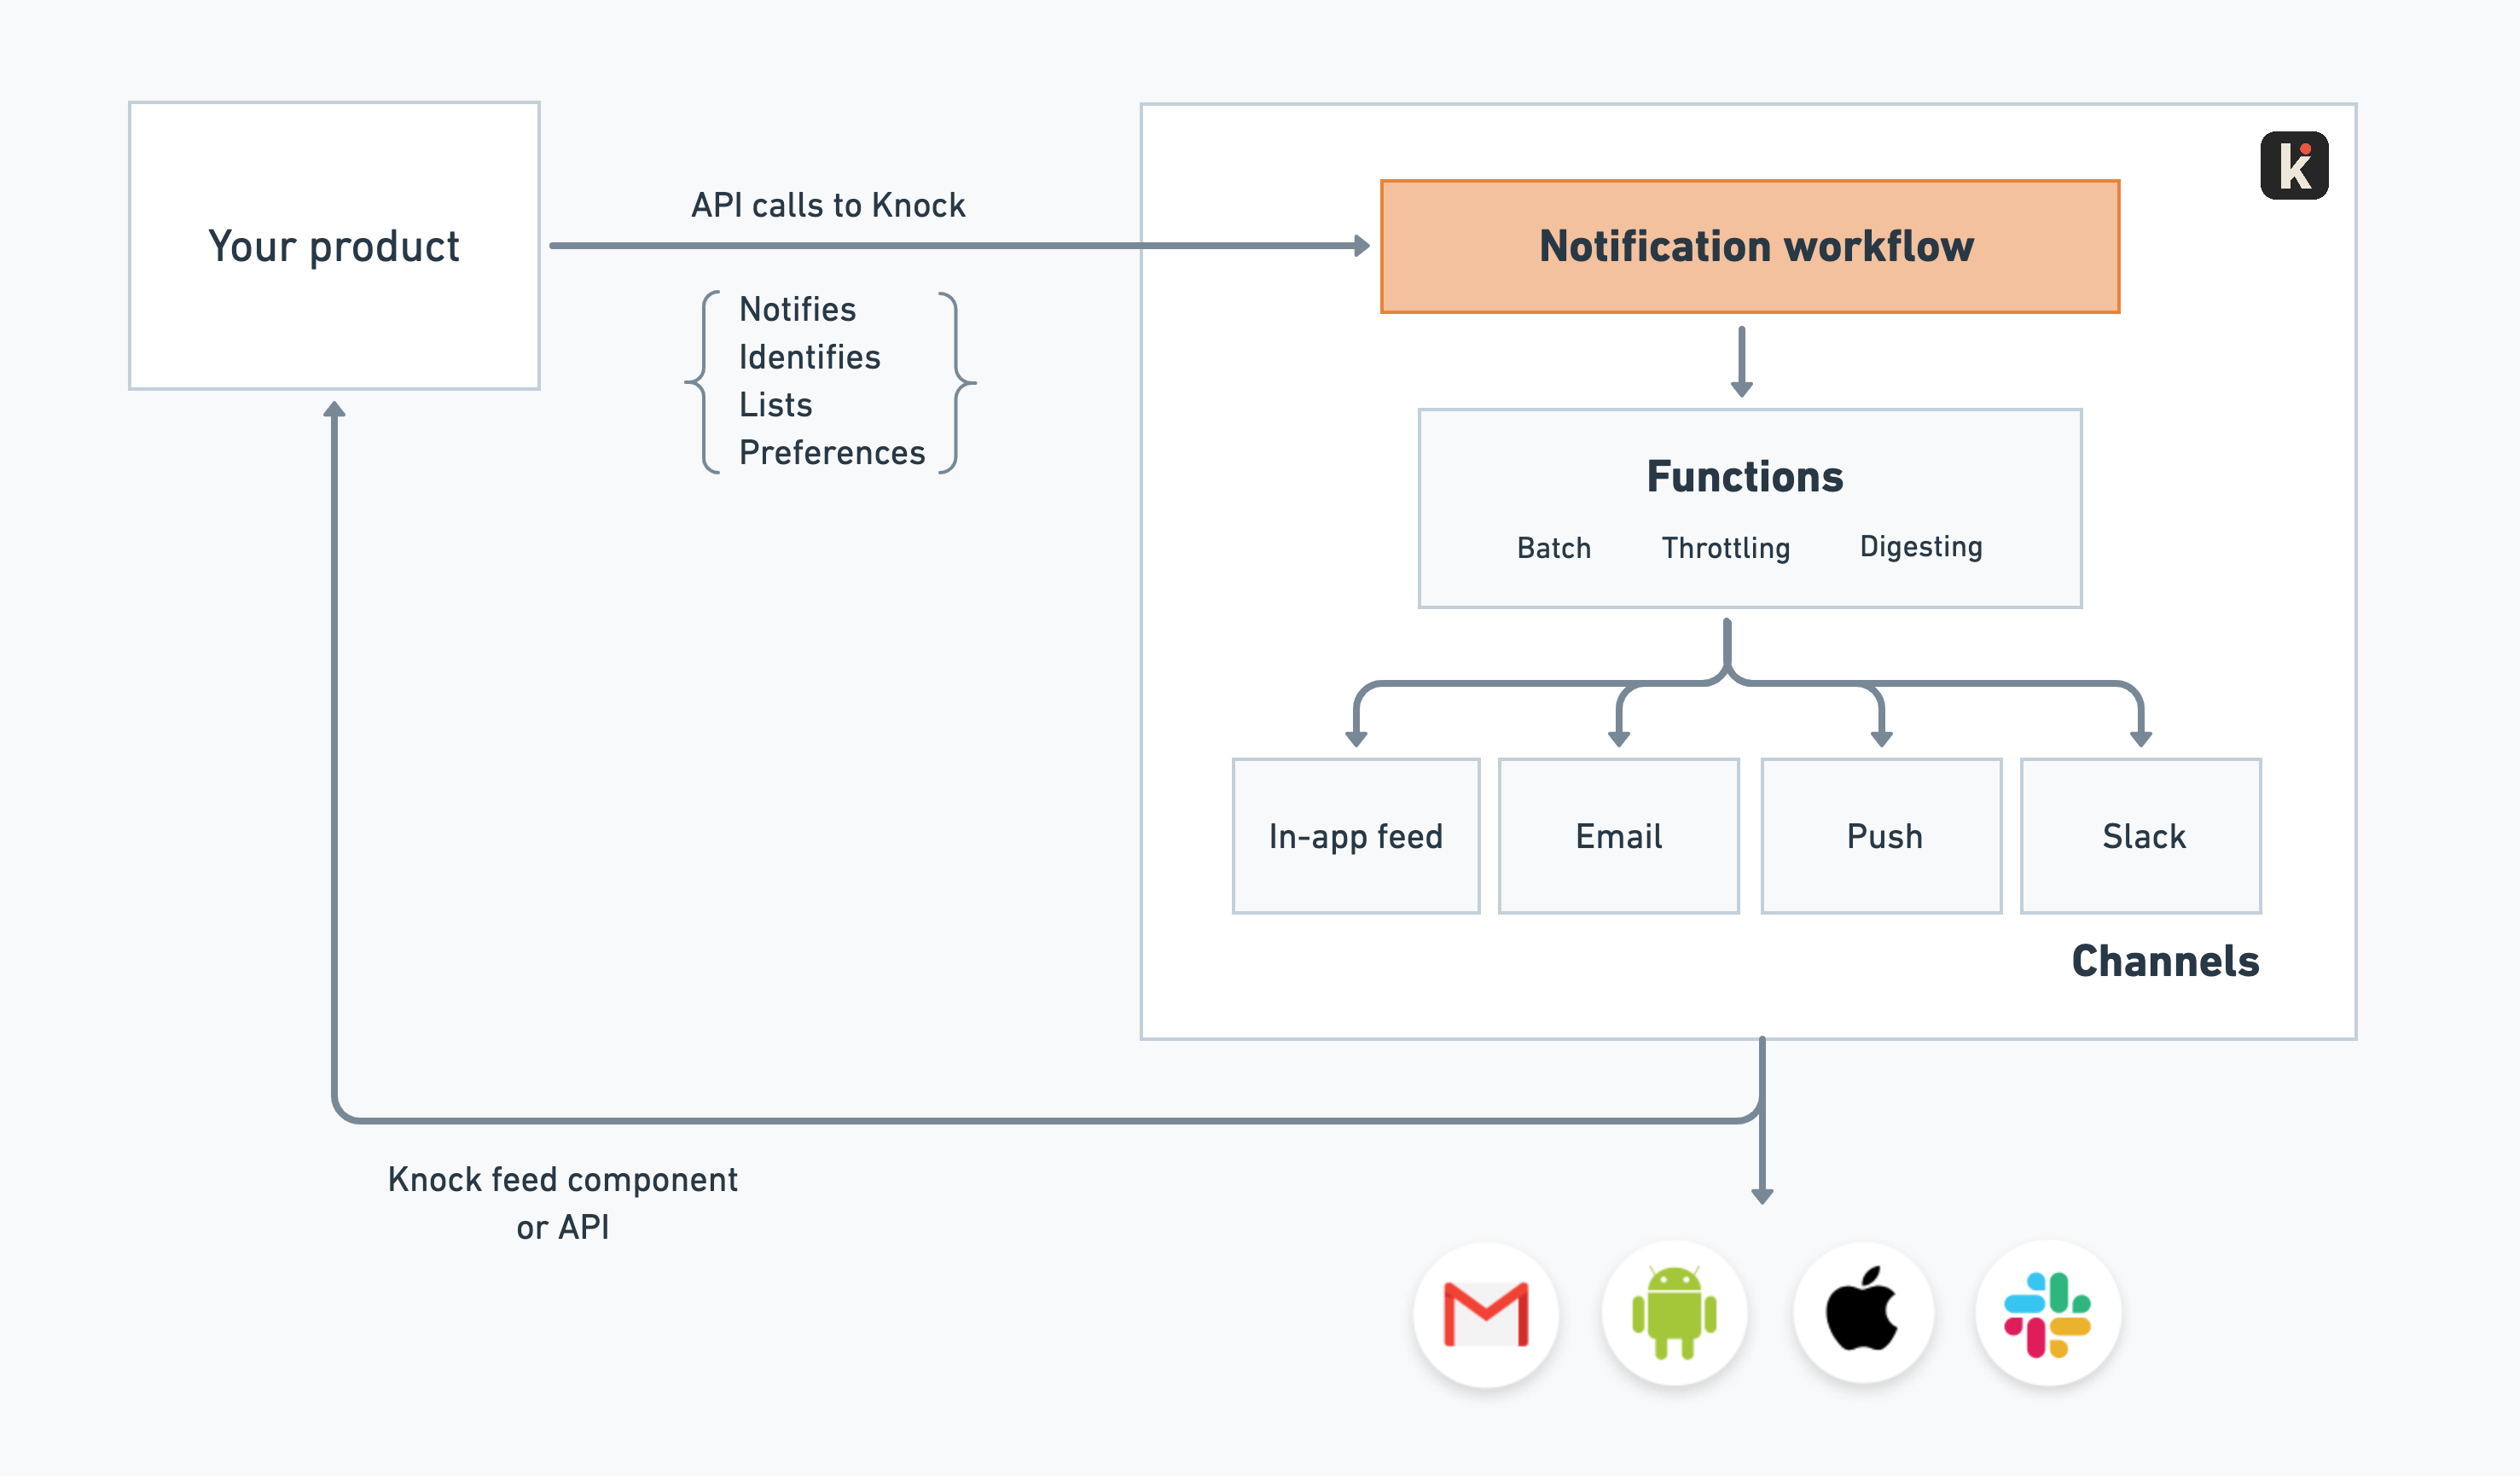 Your product
API calls to Knock
Notifies
Identifies
Lists
Preferences
k
Notification workflow
Functions
Batch Throttling Digesting
In-app feed Email Push Slack
Channels
Knock feed component
or API